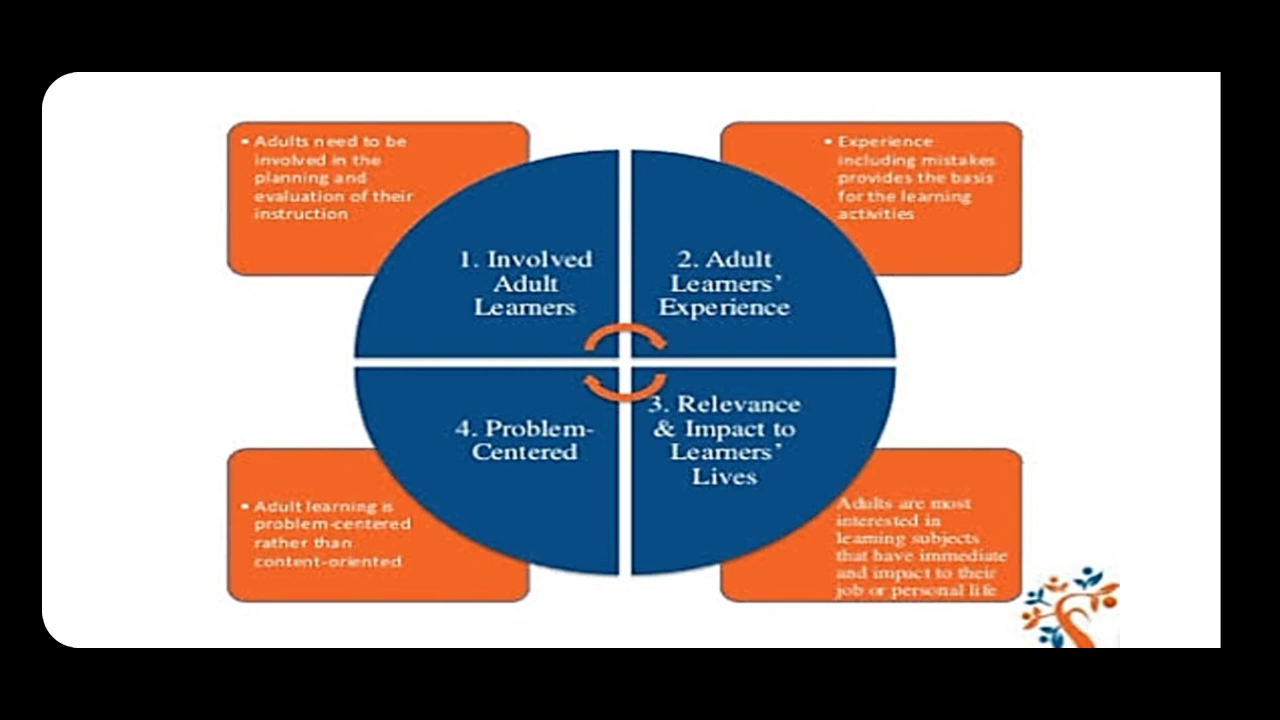 • Adults need to be
involved in the
planning and
evaluation of their
instruction
• Experience
including mistakes
provides the basis
for the learning
activities
1. Involved
Adult
Learners
2. Adult
Learners’
Experience
3. Relevance
& Impact to
Learners’
Lives
4. Problem-
Centered
• Adult learning is
problem-centered
rather than
content-oriented
Adults are most
interested in
learning subjects
that have immediate
and impact to their
job or personal life